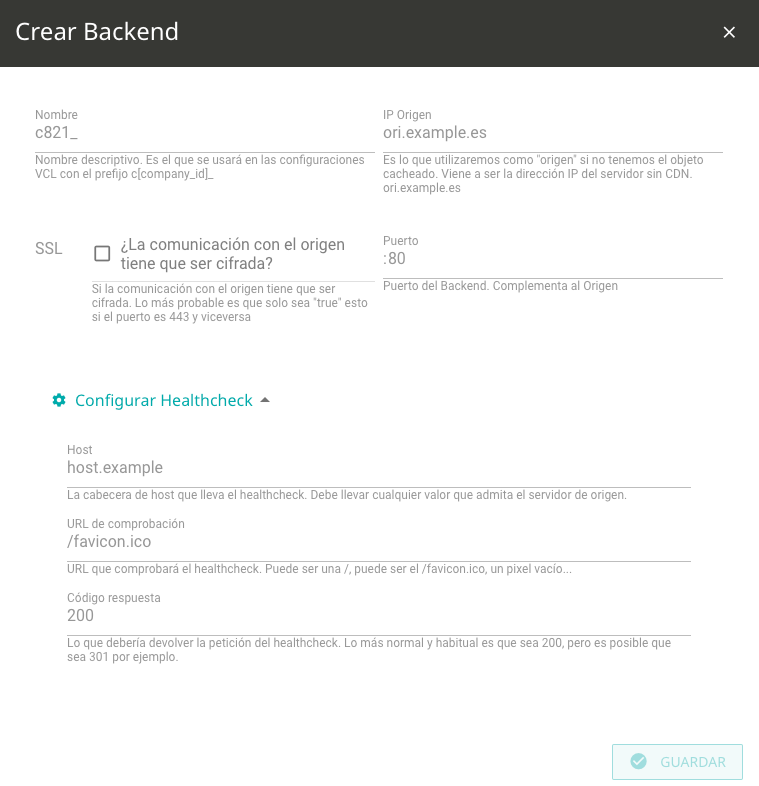 Crear Backend
Nombre
c821_
Nombre descriptivo. Es el que se usará en las configuraciones
VCL con el prefijo c[company_id]_
IP Origen
ori.example.es
Es lo que utilizaremos como "origen" si no tenemos el objeto
cacheado. Viene a ser la dirección IP del servidor sin CDN.
ori.example.es
SSL
¿La comunicación con el origen
tiene que ser cifrada?
Si la comunicación con el origen tiene que ser
cifrada. Lo más probable es que solo sea "true" esto
si el puerto es 443 y viceversa
Puerto
:80
Puerto del Backend. Complementa al Origen
Configurar Healthcheck
Host
host.example
La cabecera de host que lleva el healthcheck. Debe llevar cualquier valor que admita el servidor de origen.
URL de comprobación
/favicon.ico
URL que comprobará el healthcheck. Puede ser una /, puede ser el /favicon.ico, un pixel vacío...
Código respuesta
200
Lo que debería devolver la petición del healthcheck. Lo más normal y habitual es que sea 200, pero es posible que
sea 301 por ejemplo.
GUARDAR